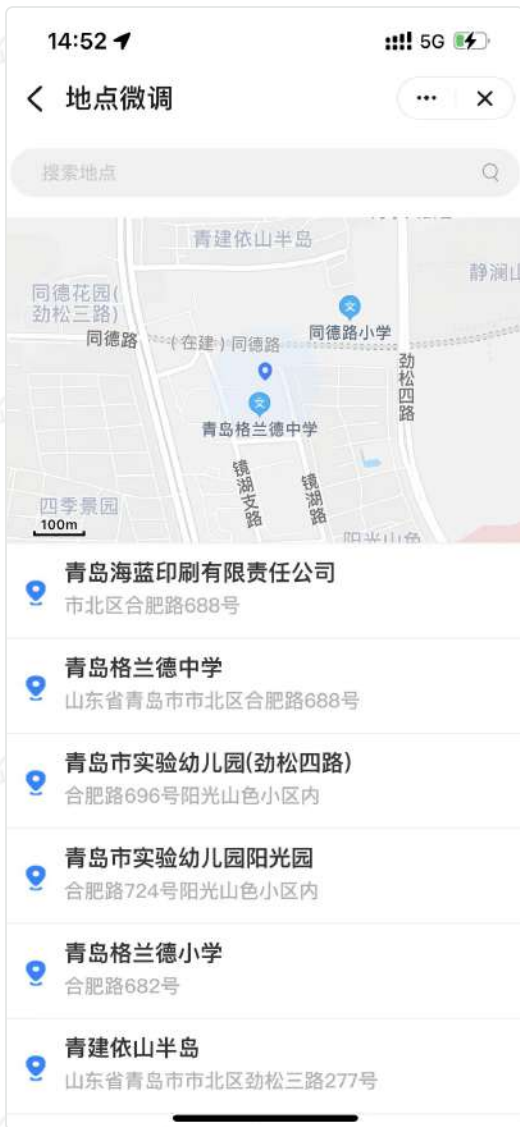 14:52
5G
地点微调
搜索地点
青建依山半岛
静澜山
同德花园(
劲松三路)
同德路小学
同德路
(在建)同德路
劲松四路
青岛格兰德中学
镜湖支路
镜湖路
四季景园
阳光山色
100m
青岛海蓝印刷有限责任公司
市北区合肥路688号
青岛格兰德中学
山东省青岛市市北区合肥路688号
青岛市实验幼儿园(劲松四路)
合肥路696号阳光山色小区内
青岛市实验幼儿园阳光园
合肥路724号阳光山色小区内
青岛格兰德小学
合肥路682号
青建依山半岛
山东省青岛市市北区劲松三路277号